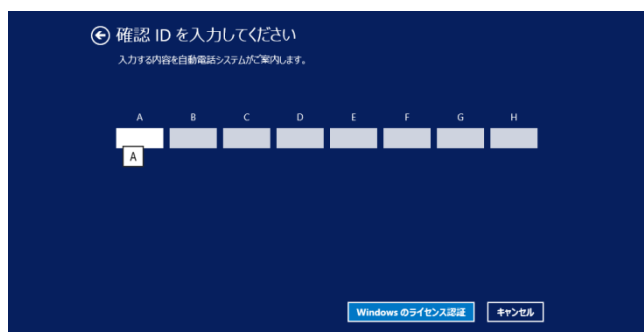 確認 ID を入力してください
入力する内容を自動電話システムがご案内します。
A B C D E F G H
A
Windows のライセンス認証 キャンセル